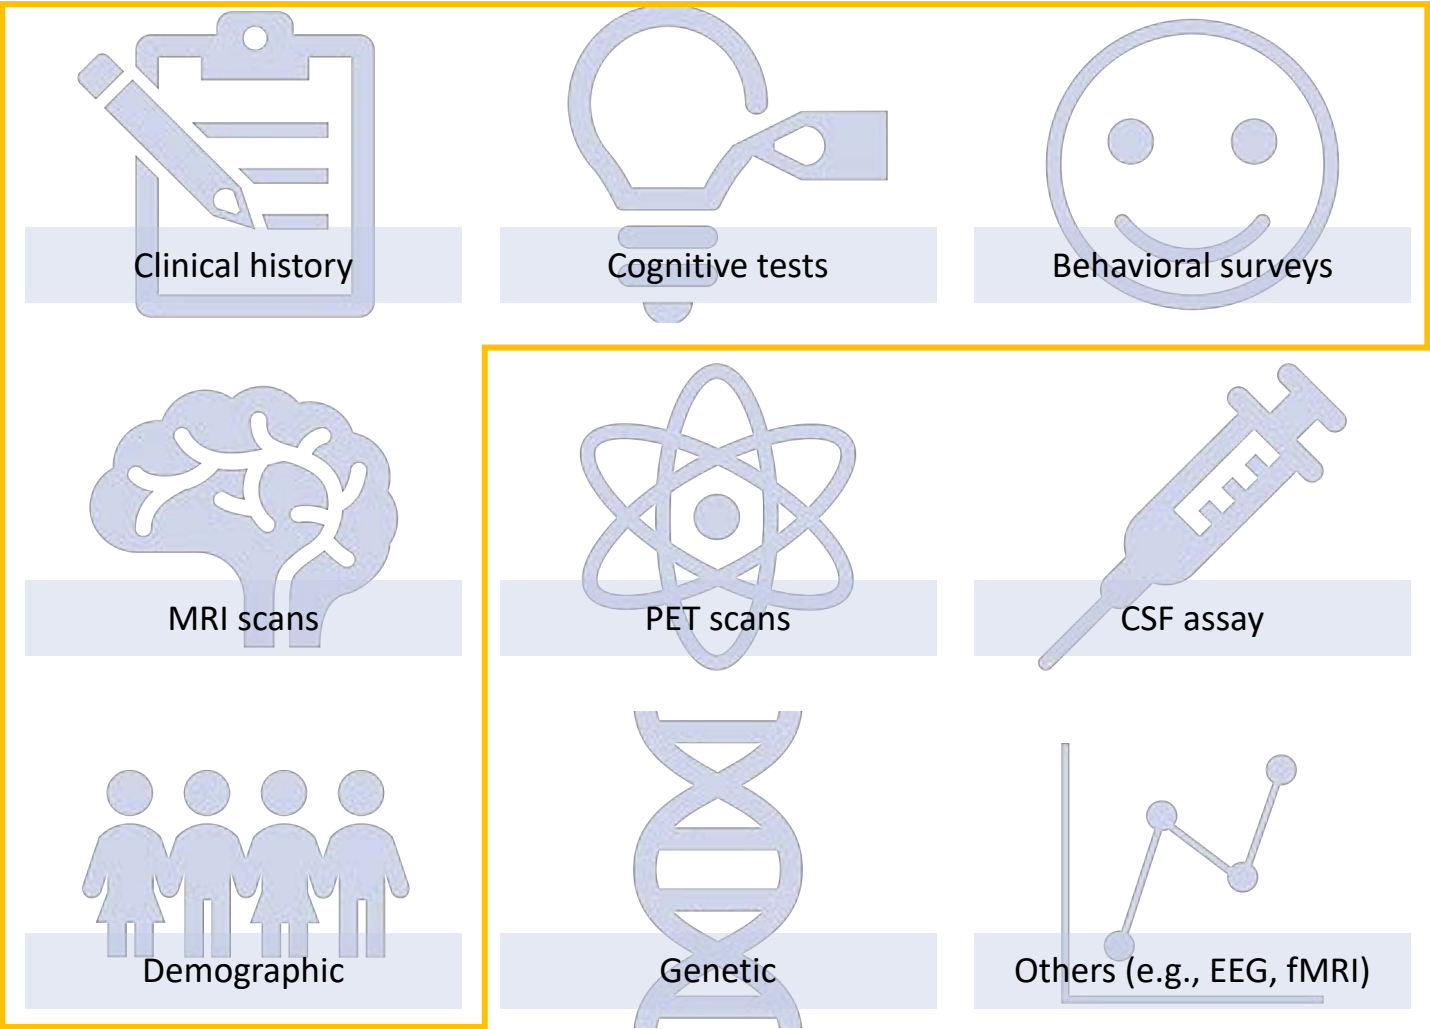 Clinical history
Cognitive tests
Behavioral surveys
MRI scans
PET scans
CSF assay
Demographic
Genetic
Others (e.g., EEG, fMRI)